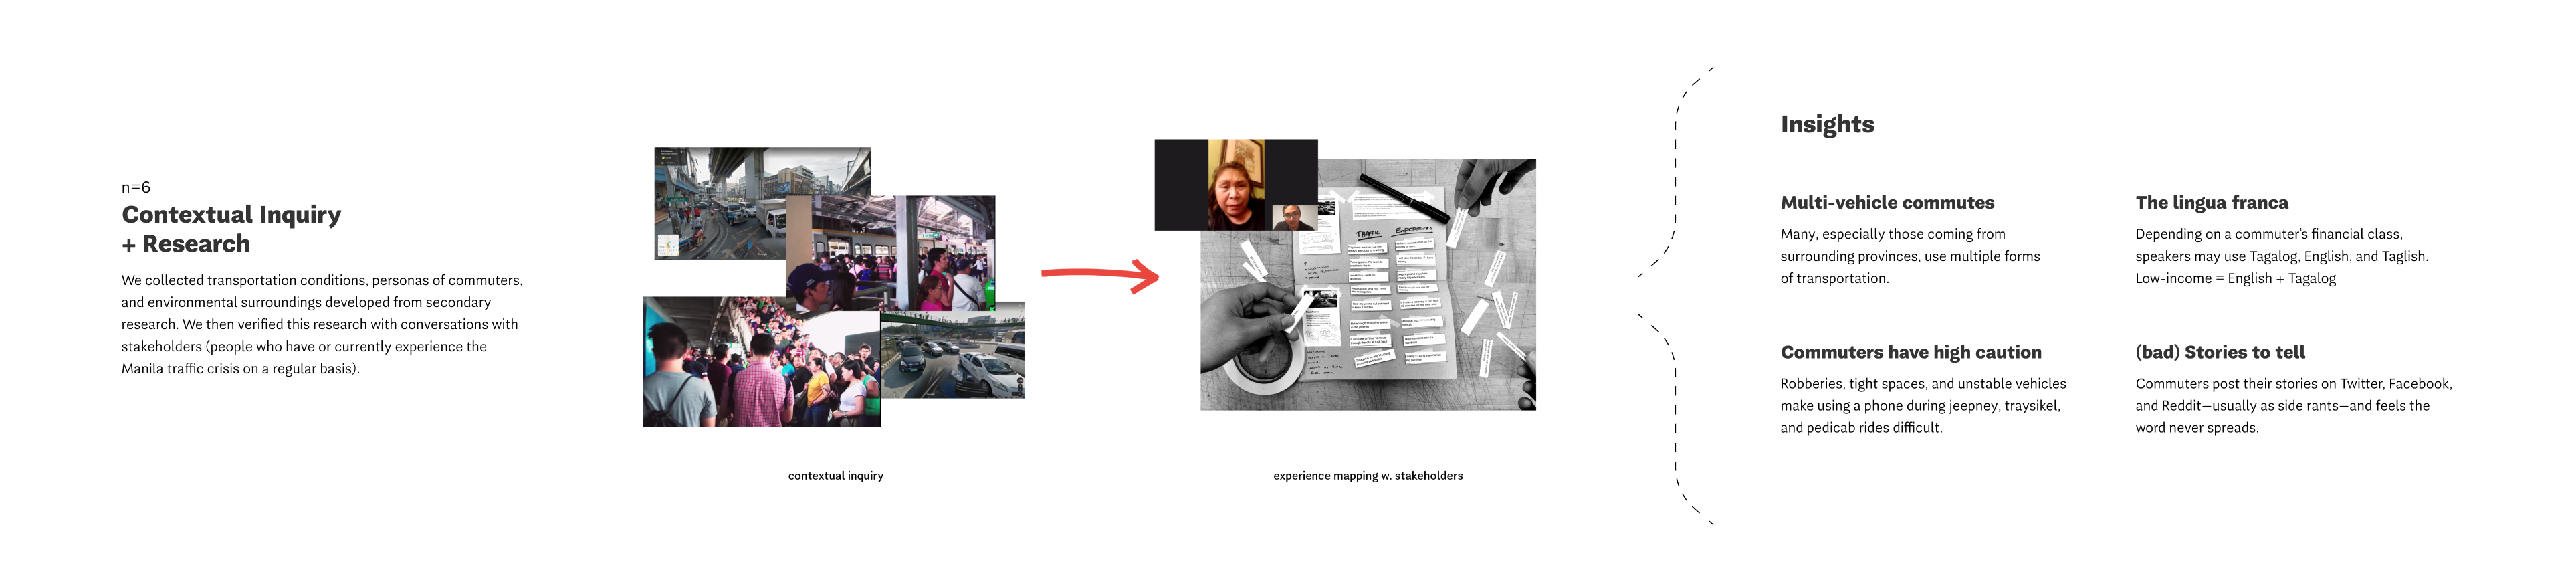 n=6
Contextual Inquiry
+ Research
We collected transportation conditions, personas of commuters,
and environmental surroundings developed from secondary
research. We then verified this research with conversations with
stakeholders (people who have or currently experience the
Manila traffic crisis on a regular basis).
contextual inquiry
TRAFFIC EXPERIENCE
experience mapping w. stakeholders
Insights
Multi-vehicle commutes
Many, especially those coming from
surrounding provinces, use multiple forms
of transportation.
The lingua franca
Depending on a commuter's financial class,
speakers may use Tagalog, English, and Taglish.
Low-income = English + Tagalog
Commuters have high caution
Robberies, tight spaces, and unstable vehicles
make using a phone during jeepney, traysikel,
and pedicab rides difficult.
(bad) Stories to tell
Commuters post their stories on Twitter, Facebook,
and Reddit—usually as side rants—and feels the
word never spreads.